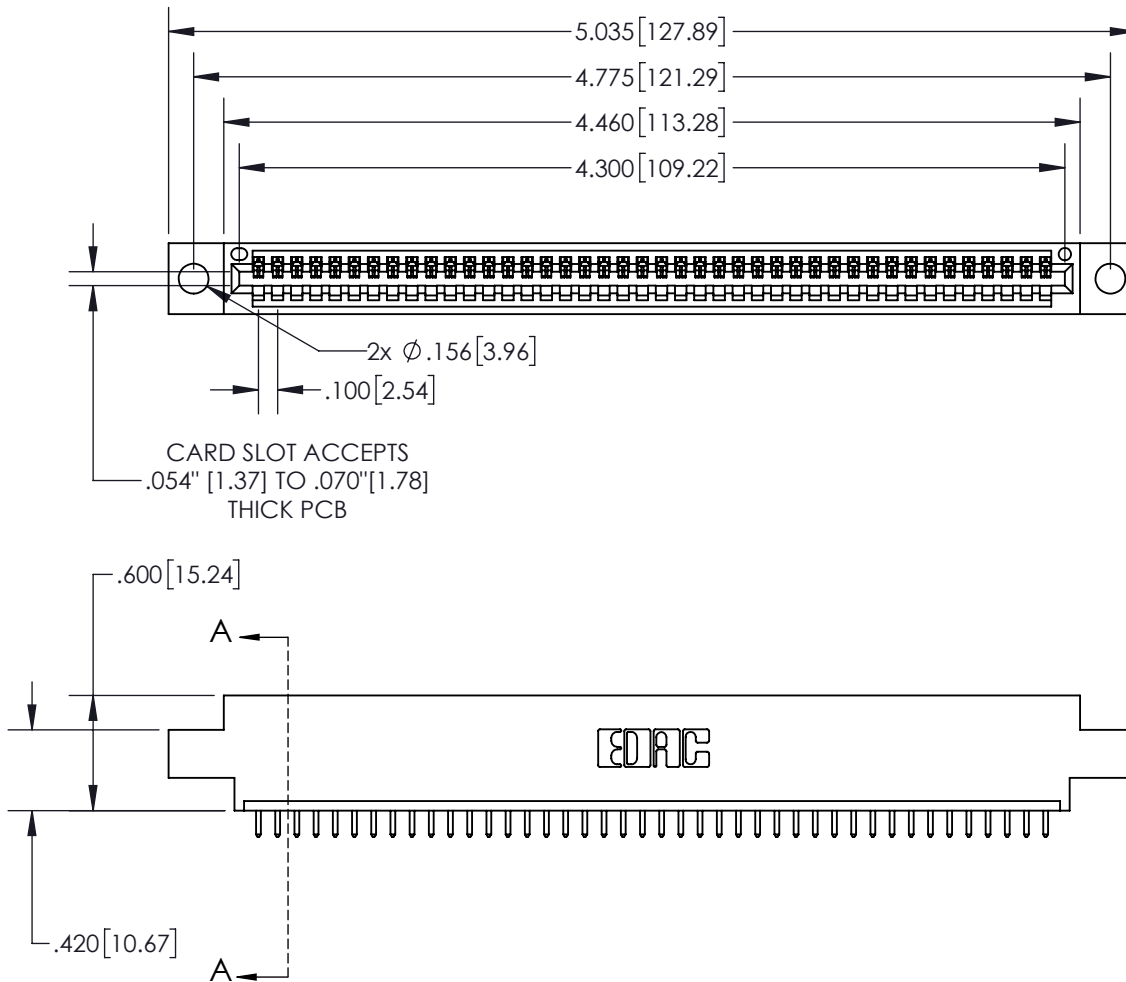 5.035[127.89]
4.775[121.29]
4.460[113.28]
4.300[109.22]
2x Ø .156[3.96]
.100[2.54]
CARD SLOT ACCEPTS
.054" [1.37] TO .070"[1.78]
THICK PCB
.600[15.24]
A
EDAC
.420[10.67]
A